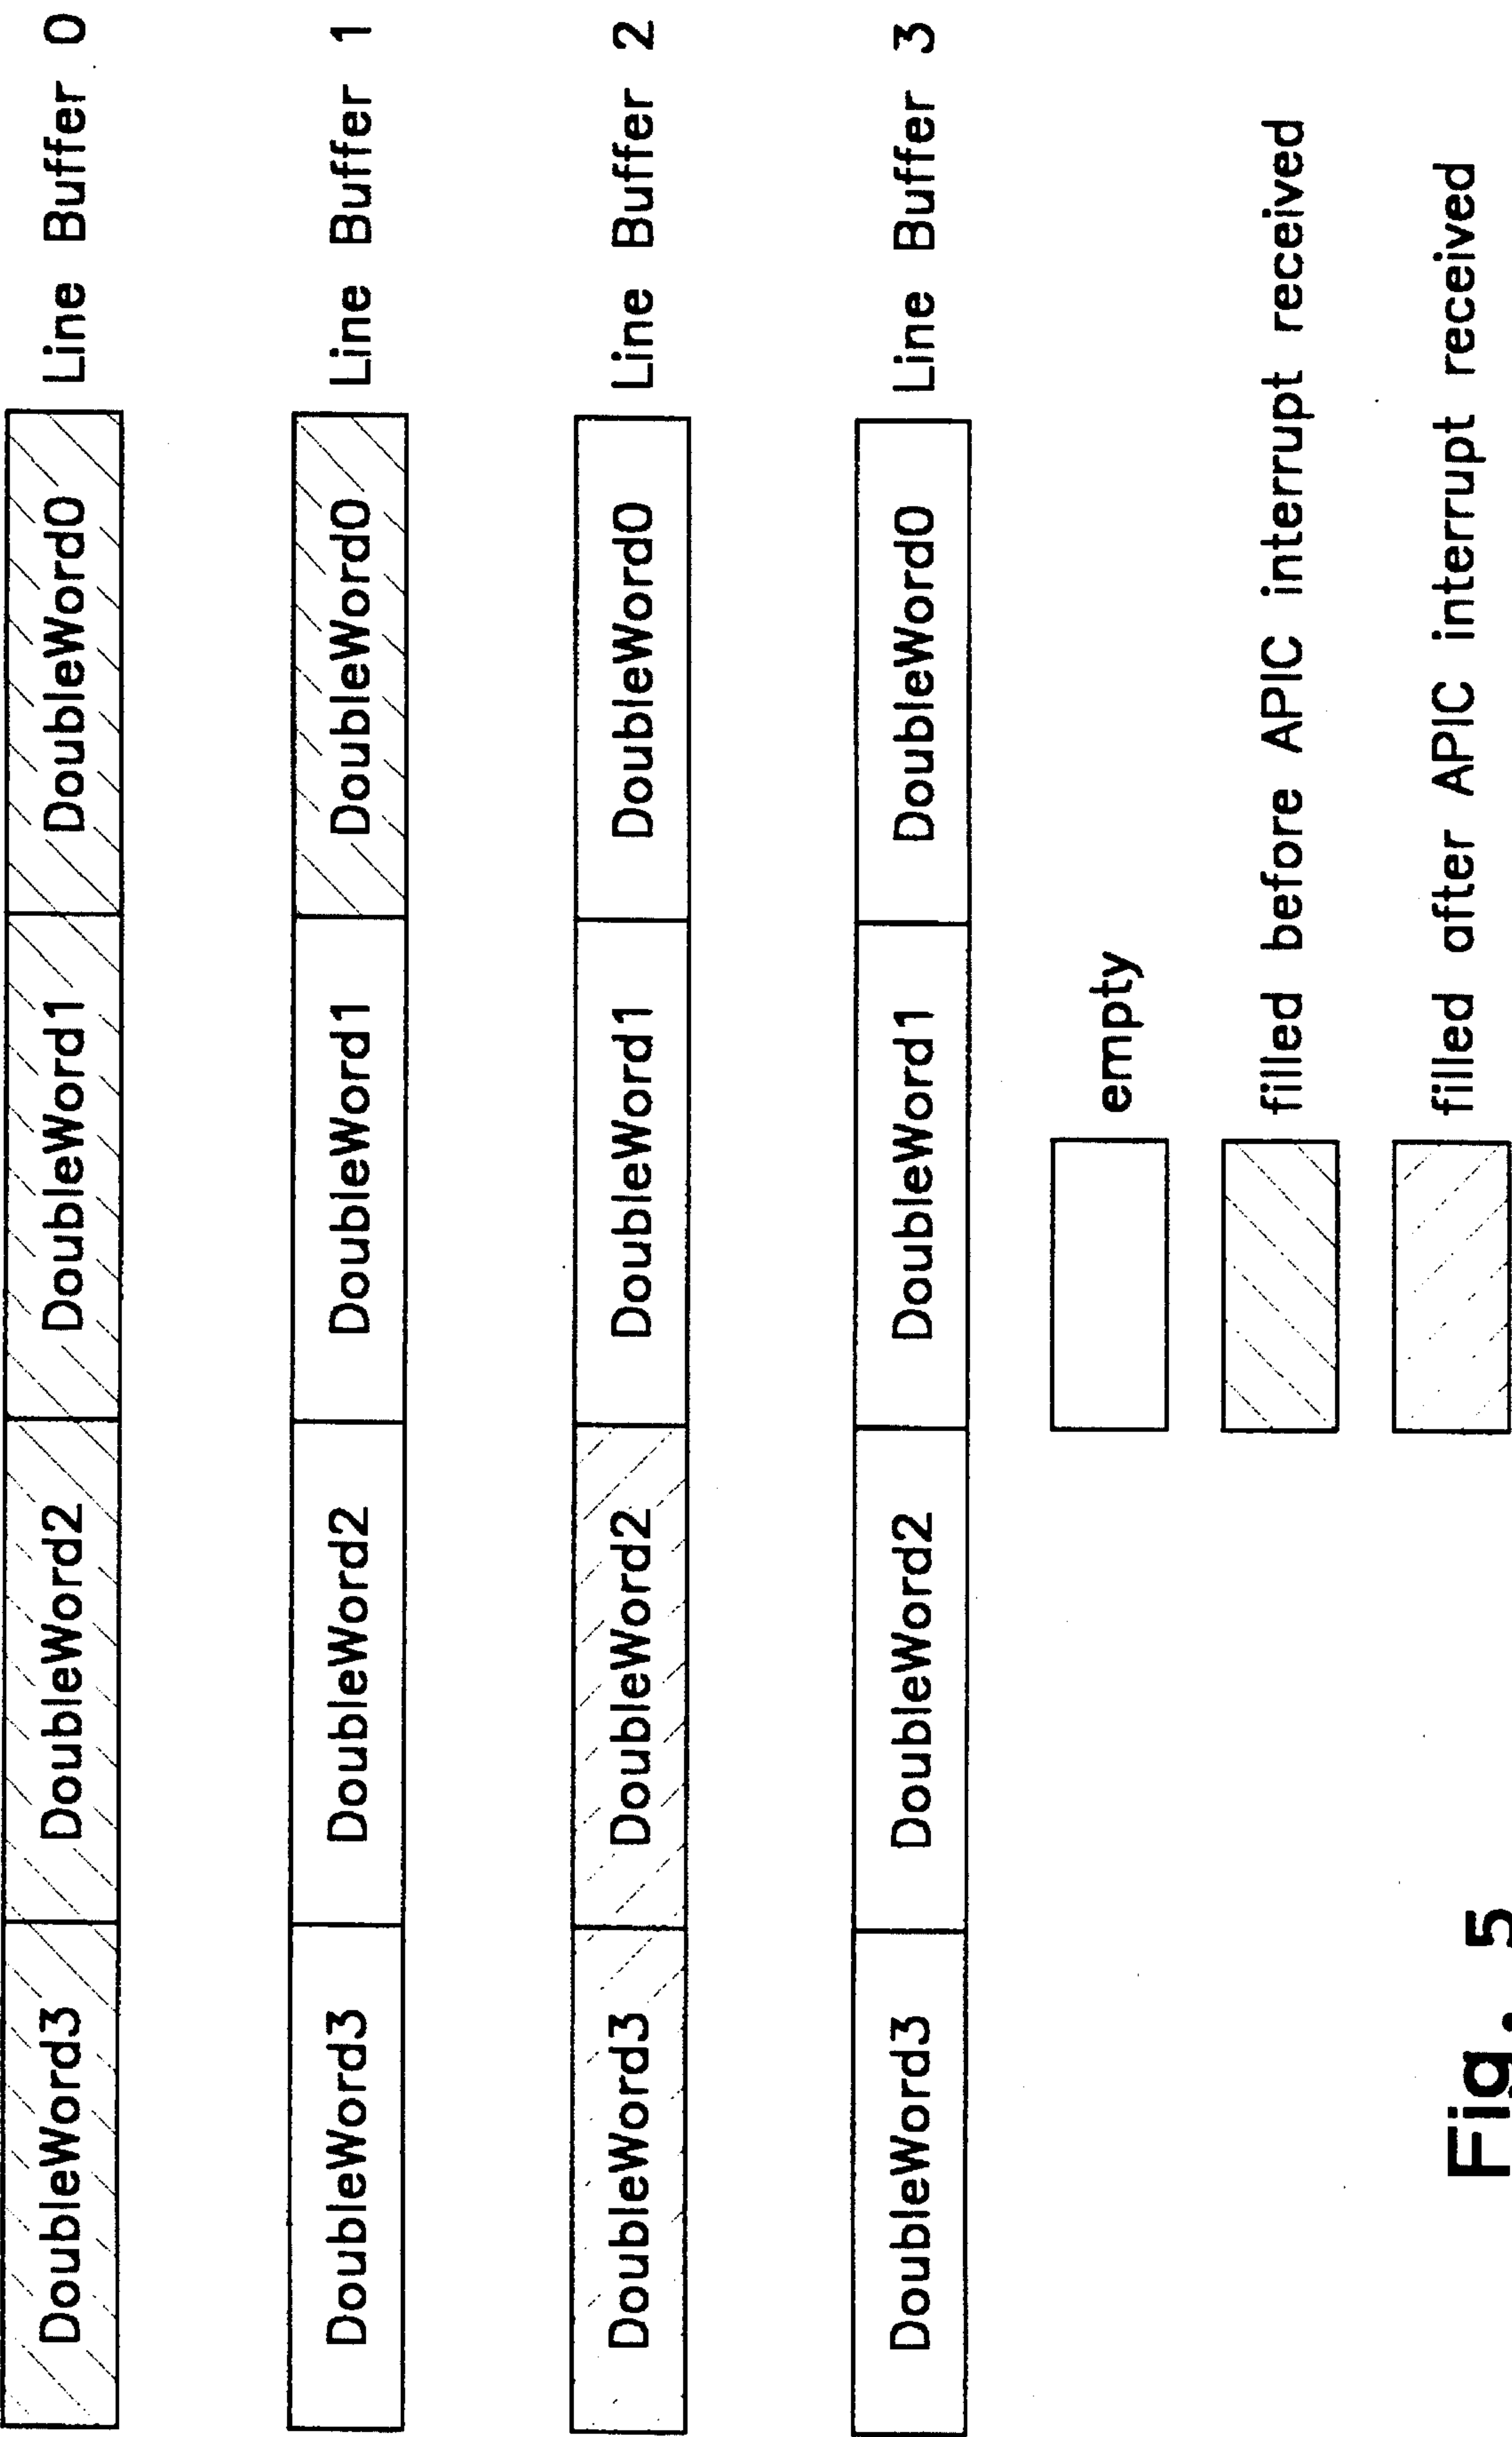 DoubleWord3 DoubleWord2 DoubleWord1 DoubleWord0 Line Buffer 0
DoubleWord3 DoubleWord2 DoubleWord1 DoubleWord0 Line Buffer 1
DoubleWord3 DoubleWord2 DoubleWord1 DoubleWord0 Line Buffer 2
DoubleWord3 DoubleWord2 DoubleWord1 DoubleWord0 Line Buffer 3
empty
filled before APIC interrupt received
filled after APIC interrupt received
Fig. 5